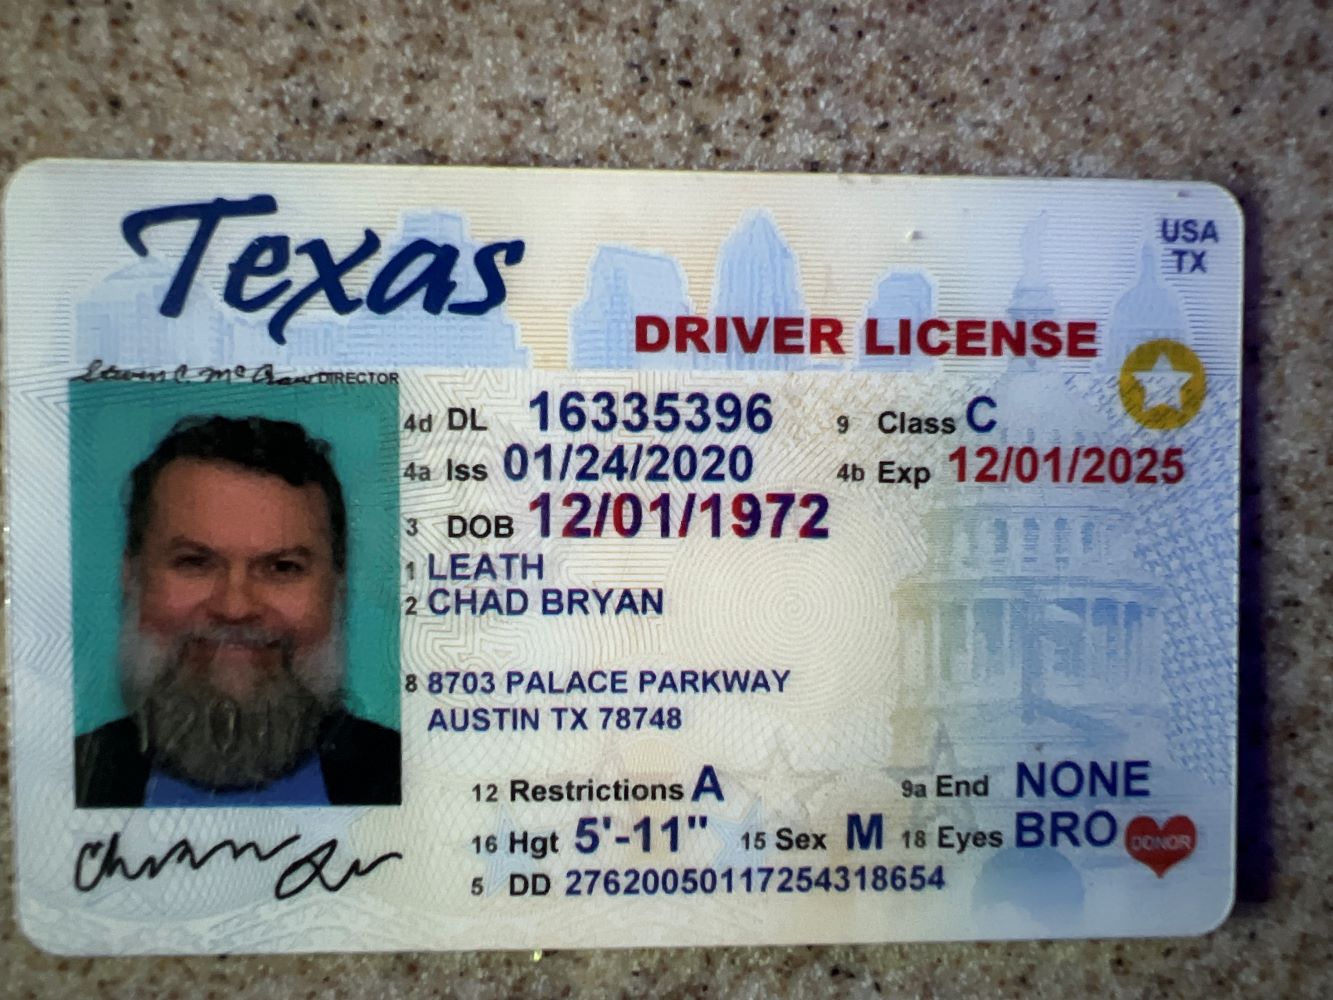 Texas
USA
TX
DRIVER LICENSE
DIRECTOR
4d DL 16335396 9 Class C
4a Iss 01/24/2020 4b Exp 12/01/2025
3 DOB 12/01/1972
1 LEATH
2 CHAD BRYAN
8 8703 PALACE PARKWAY
AUSTIN TX 78748
12 Restrictions A 9a End NONE
16 Hgt 5'-11" 15 Sex M 18 Eyes BRO
DONOR
5 DD 27620050117254318654